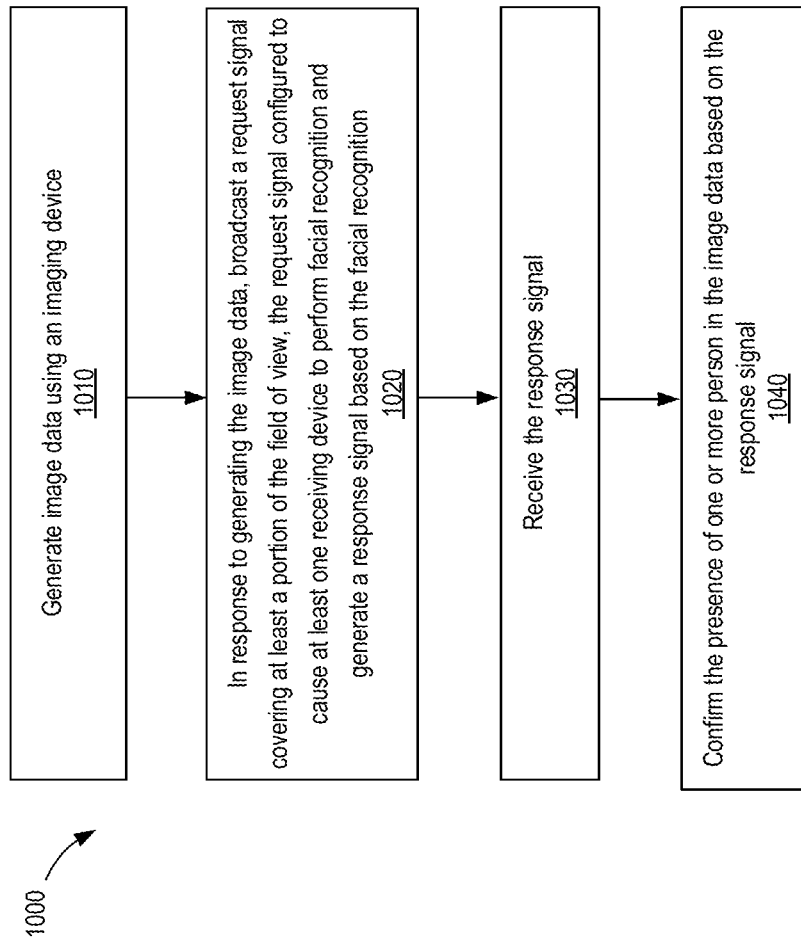 1000
Generate image data using an imaging device
1010
In response to generating the image data, broadcast a request signal
covering at least a portion of the field of view, the request signal configured to
cause at least one receiving device to perform facial recognition and
generate a response signal based on the facial recognition
1020
Receive the response signal
1030
Confirm the presence of one or more person in the image data based on the
response signal
1040